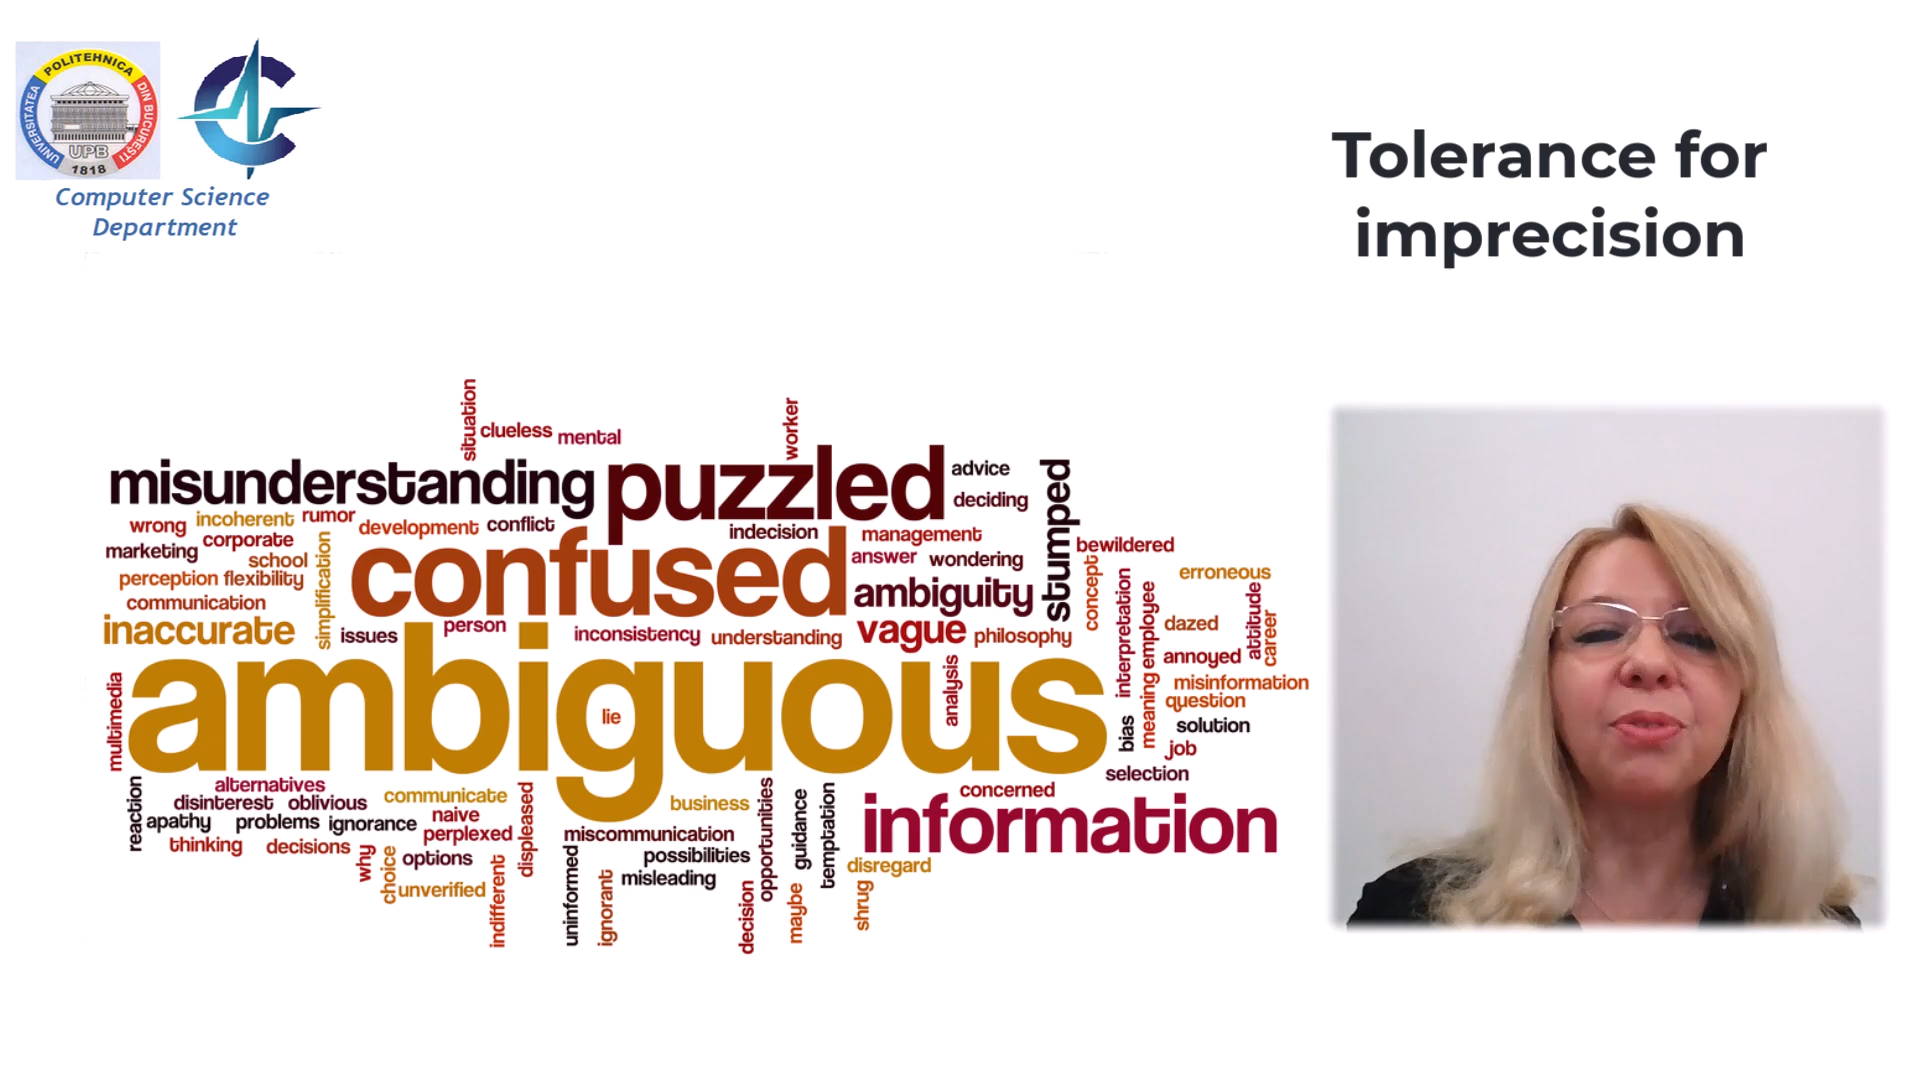 UNIVERSITATEA POLITEHNICA DIN BUCUREȘTI
UPB
1818
Computer Science
Department
Tolerance for
imprecision
situation
clueless
mental
worker
misunderstanding
puzzled
advice
deciding
stumped
wrong
incoherent
rumor
development
conflict
indecision
management
marketing
corporate
school
simplification
confused
answer
wondering
bewildered
perception
flexibility
ambiguity
concept
interpretation
erroneous
communication
inaccurate
issues
person
inconsistency
understanding
vague
philosophy
meaning
employee
dazed
attitude
career
annoyed
multimedia
ambiguous
lie
analysis
misinformation
question
bias
solution
job
selection
reaction
alternatives
disinterest
oblivious
communicate
displeased
business
opportunities
guidance
temptation
concerned
information
apathy
problems
ignorance
naive
perplexed
miscommunication
thinking
decisions
why
choice
options
possibilities
disregard
unverified
indifferent
uninformed
ignorant
misleading
decision
maybe
shrug